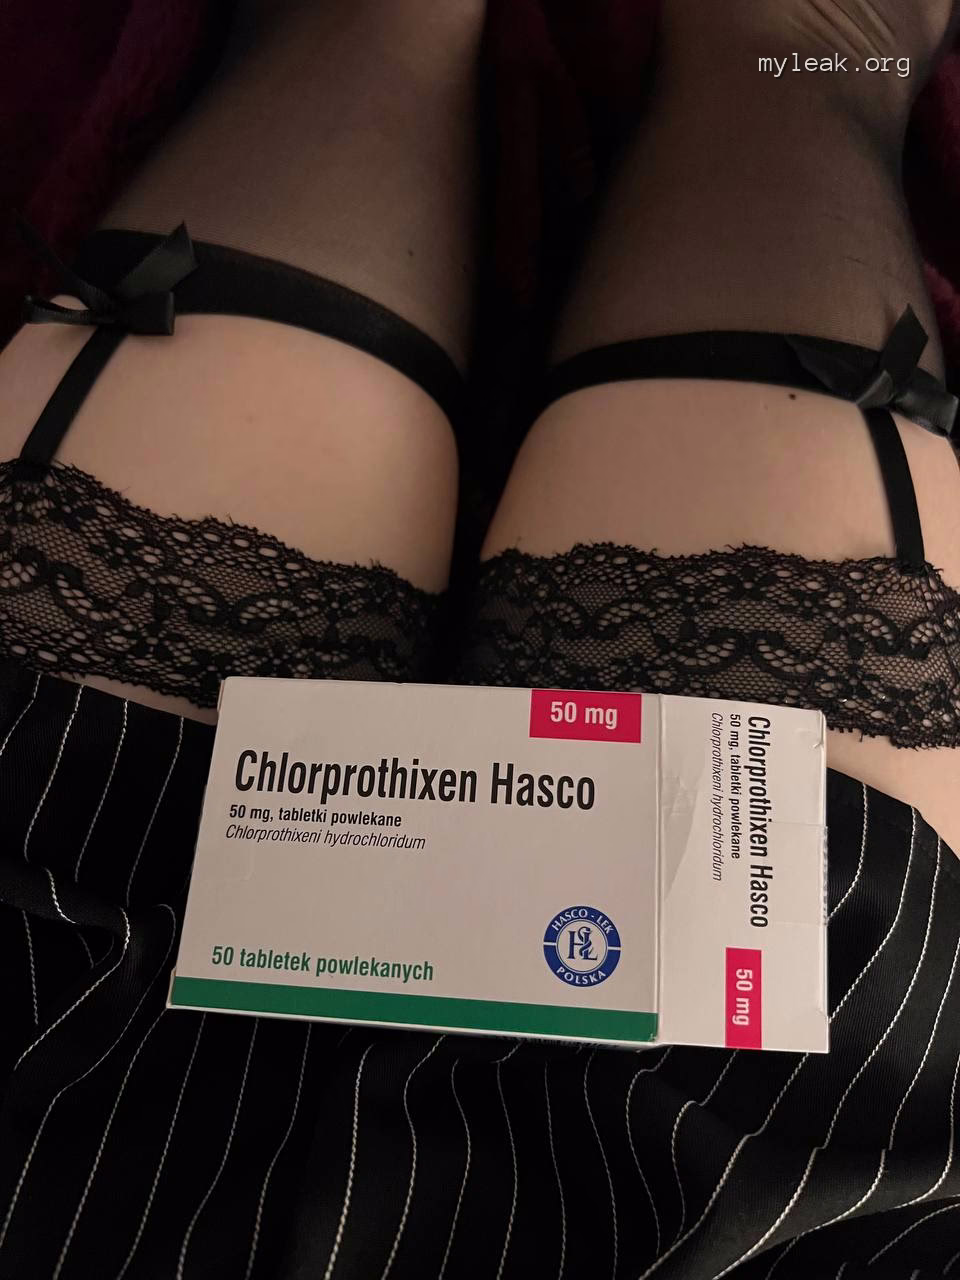 myleak.org
50 mg
Chlorprothixen Hasco
50 mg, tabletki powlekane
Chlorprothixeni hydrochloridum
50 tabletek powlekanych
HASCO - LEK
HL
POLSKA
Chlorprothixen Hasco
50 mg, tabletki powlekane
Chlorprothixeni hydrochloridum
50 mg